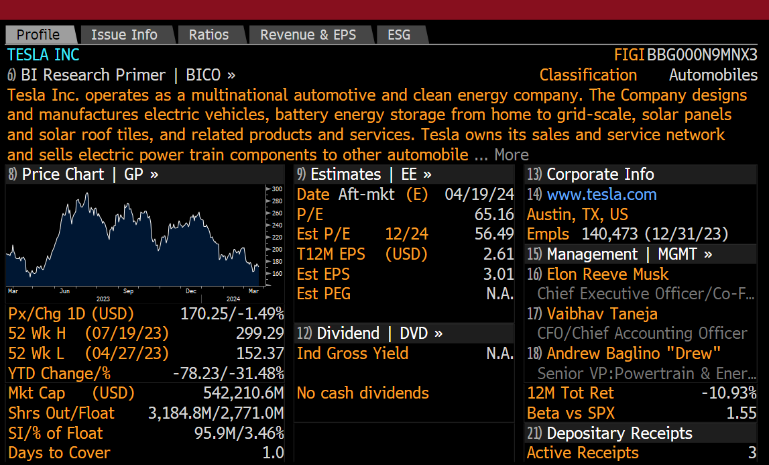 Profile Issue Info Ratios Revenue & EPS ESG
TESLA INC FIGI BBG000N9MNX3
6) BI Research Primer | BICO » Classification Automobiles
Tesla Inc. operates as a multinational automotive and clean energy company. The Company designs
and manufactures electric vehicles, battery energy storage from home to grid-scale, solar panels
and solar roof tiles, and related products and services. Tesla owns its sales and service network
and sells electric power train components to other automobile ... More
8) Price Chart | GP »
300
280
260
240
220
200
180
160
Mar Jun Sep Dec Mar
2023 2024
Px/Chg 1D (USD) 170.25/-1.49%
52 Wk H (07/19/23) 299.29
52 Wk L (04/27/23) 152.37
YTD Change/% -78.23/-31.48%
Mkt Cap (USD) 542,210.6M
Shrs Out/Float 3,184.8M/2,771.0M
SI/% of Float 95.9M/3.46%
Days to Cover 1.0
9) Estimates | EE »
Date Aft-mkt (E) 04/19/24
P/E 65.16
Est P/E 12/24 56.49
T12M EPS (USD) 2.61
Est EPS 3.01
Est PEG N.A.
12) Dividend | DVD »
Ind Gross Yield N.A.
No cash dividends
13) Corporate Info
14) www.tesla.com
Austin, TX, US
Empls 140,473 (12/31/23)
15) Management | MGMT »
16) Elon Reeve Musk
Chief Executive Officer/Co-F...
17) Vaibhav Taneja
CFO/Chief Accounting Officer
18) Andrew Baglino "Drew"
Senior VP:Powertrain & Ener...
12M Tot Ret -10.93%
Beta vs SPX 1.55
21) Depositary Receipts
Active Receipts 3